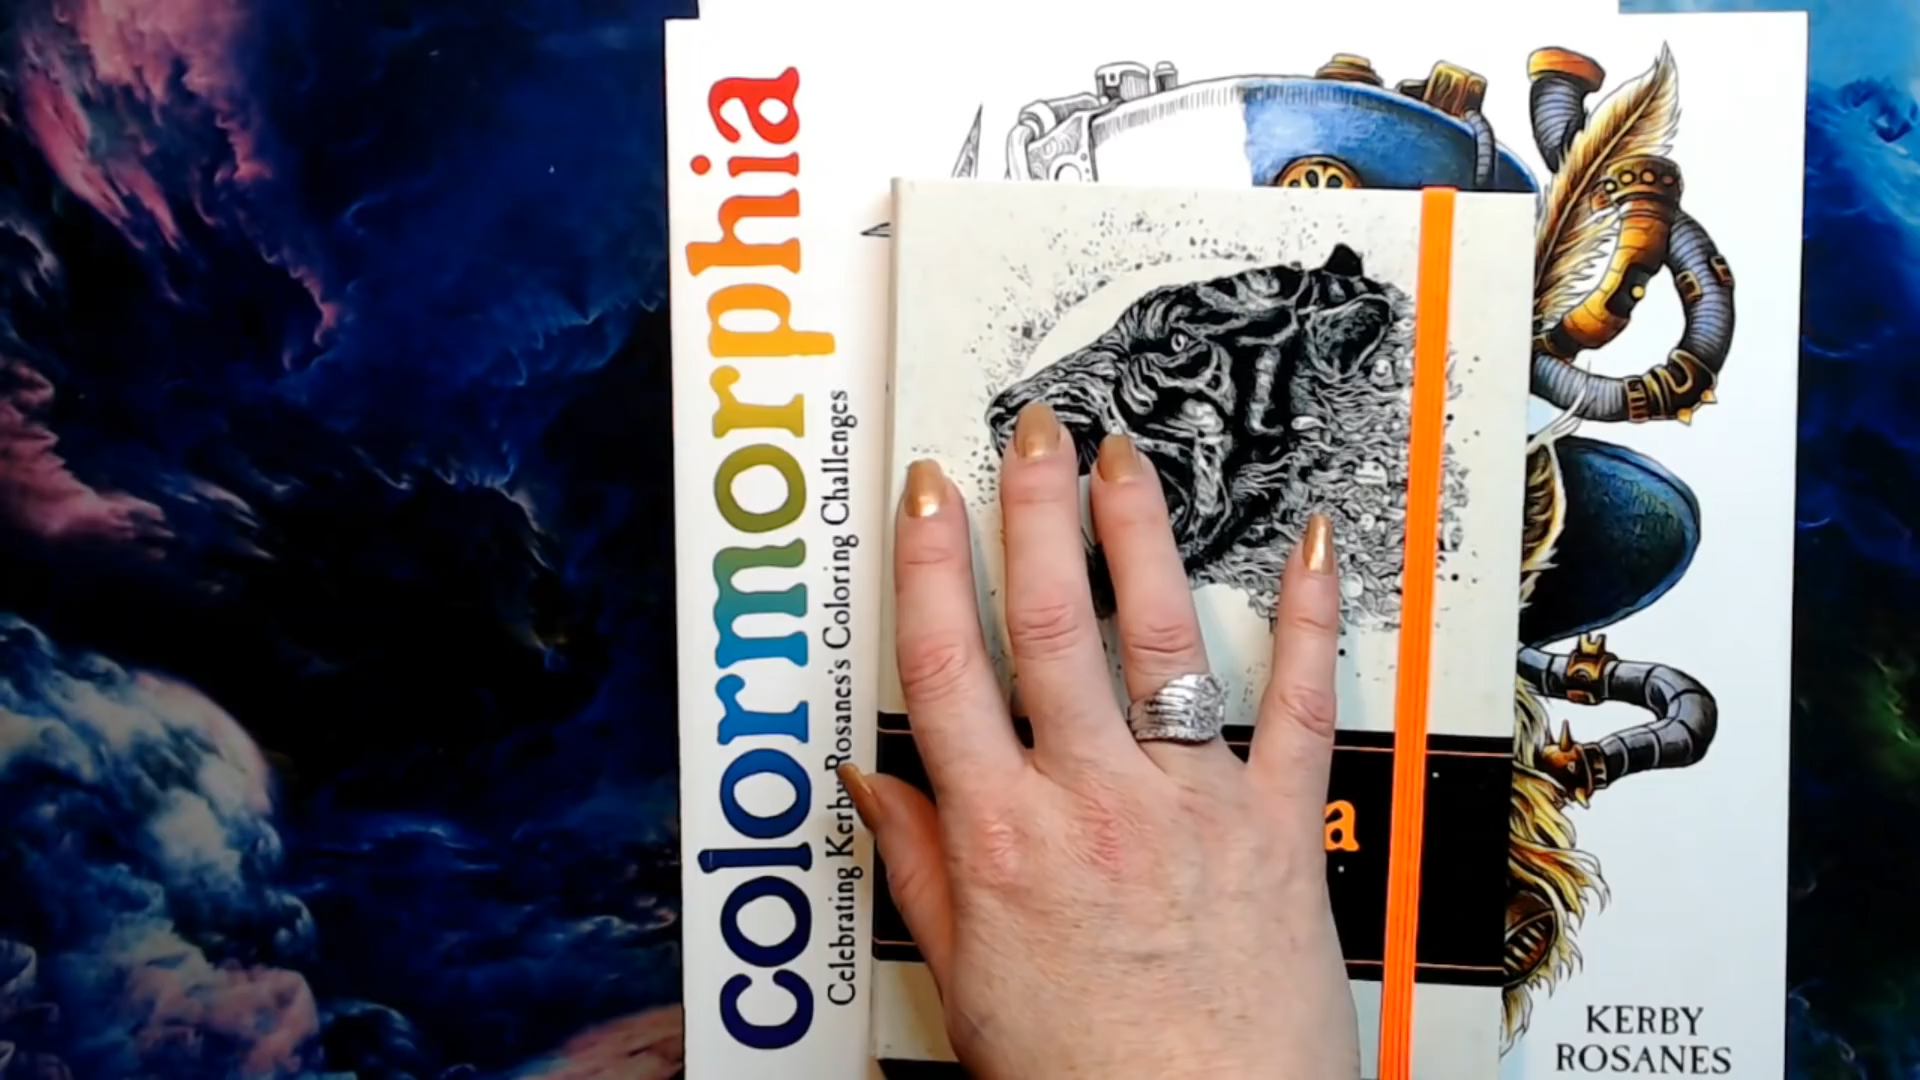 colormorphia
Celebrating Kerby Rosanes's Coloring Challenges
a
KERBY
ROSANES